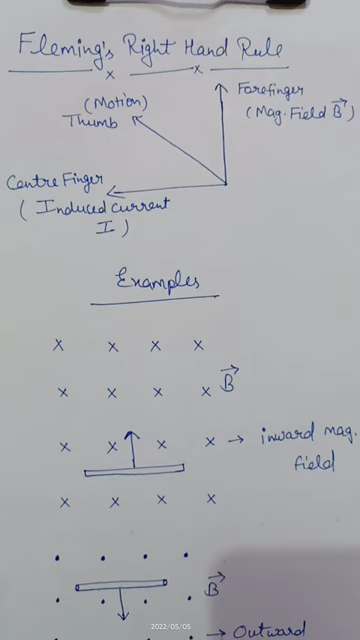 Fleming's Right Hand Rule
(Motion)
Thumb
Forefinger
(Mag. Field B)
Centre Finger
(Induced current
I)
Examples
x x x x
x x x x B
x x x x → inward mag.
field
x x x x
. . . .
. . . . B
2022/05/05
. → Outward